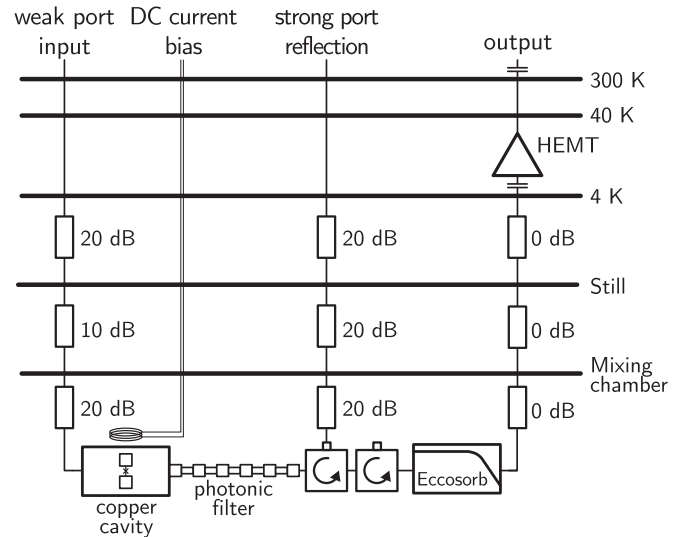 weak port
input
DC current
bias
strong port
reflection
output
300 K
40 K
HEMT
4 K
20 dB
20 dB
0 dB
Still
10 dB
20 dB
0 dB
Mixing
chamber
20 dB
20 dB
0 dB
Eccosorb
photonic
filter
copper
cavity